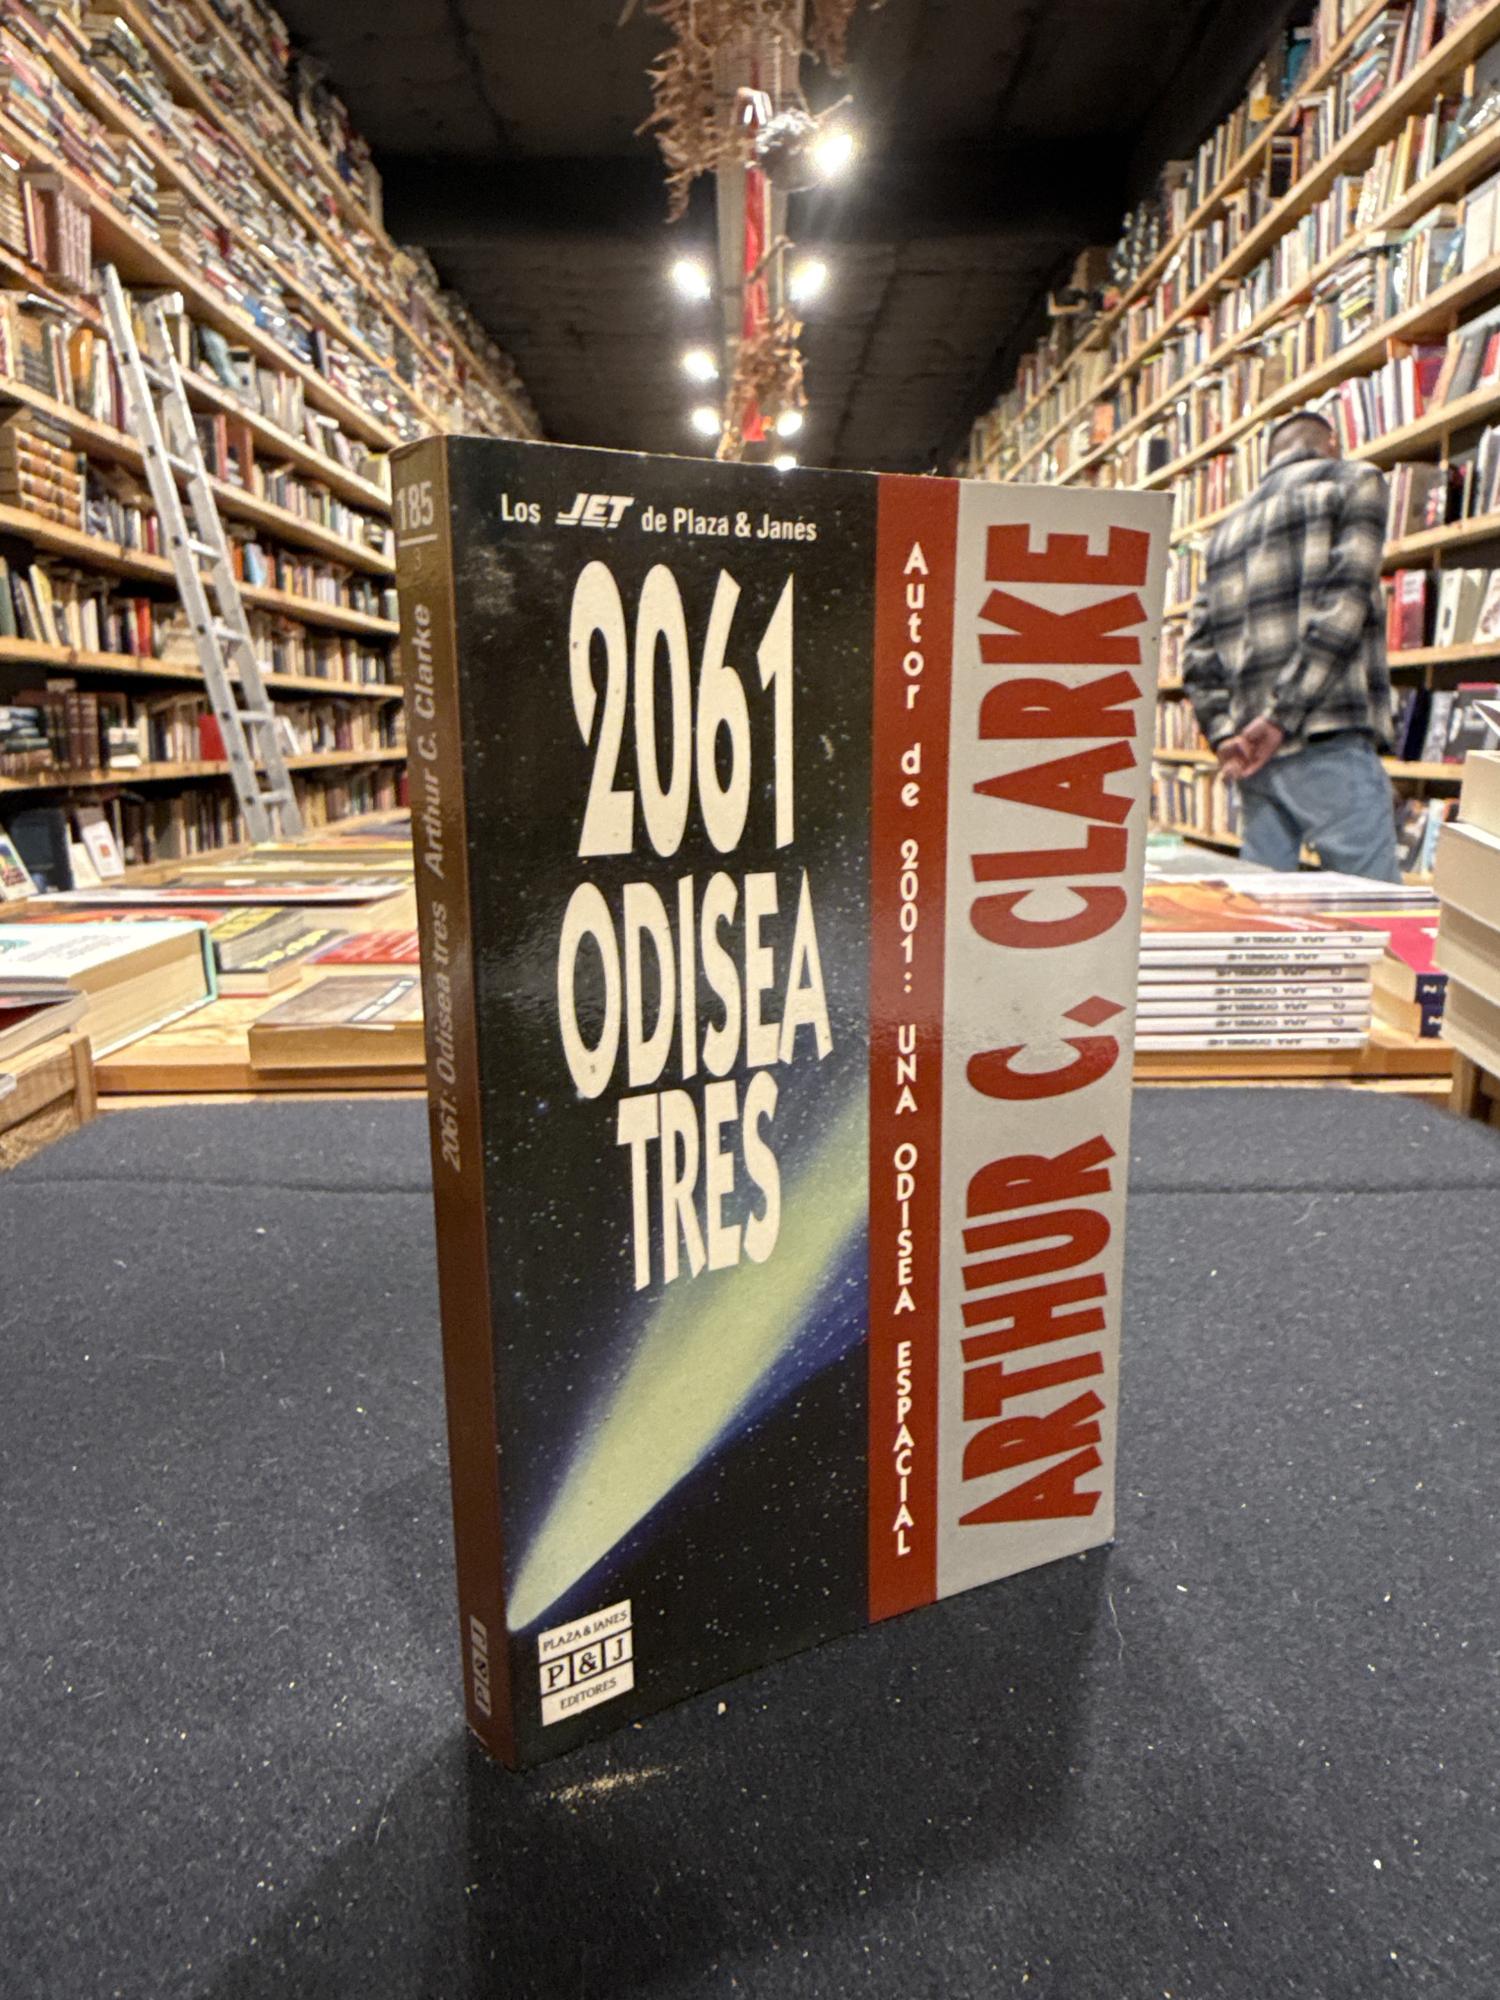 185
3
2061: Odisea tres Arthur C. Clarke
P&J
Los JET de Plaza & Janés
2061
ODISEA
TRES
Autor de 2001: UNA ODISEA ESPACIAL
ARTHUR C. CLARKE
PLAZA & JANES
P & J
EDITORES